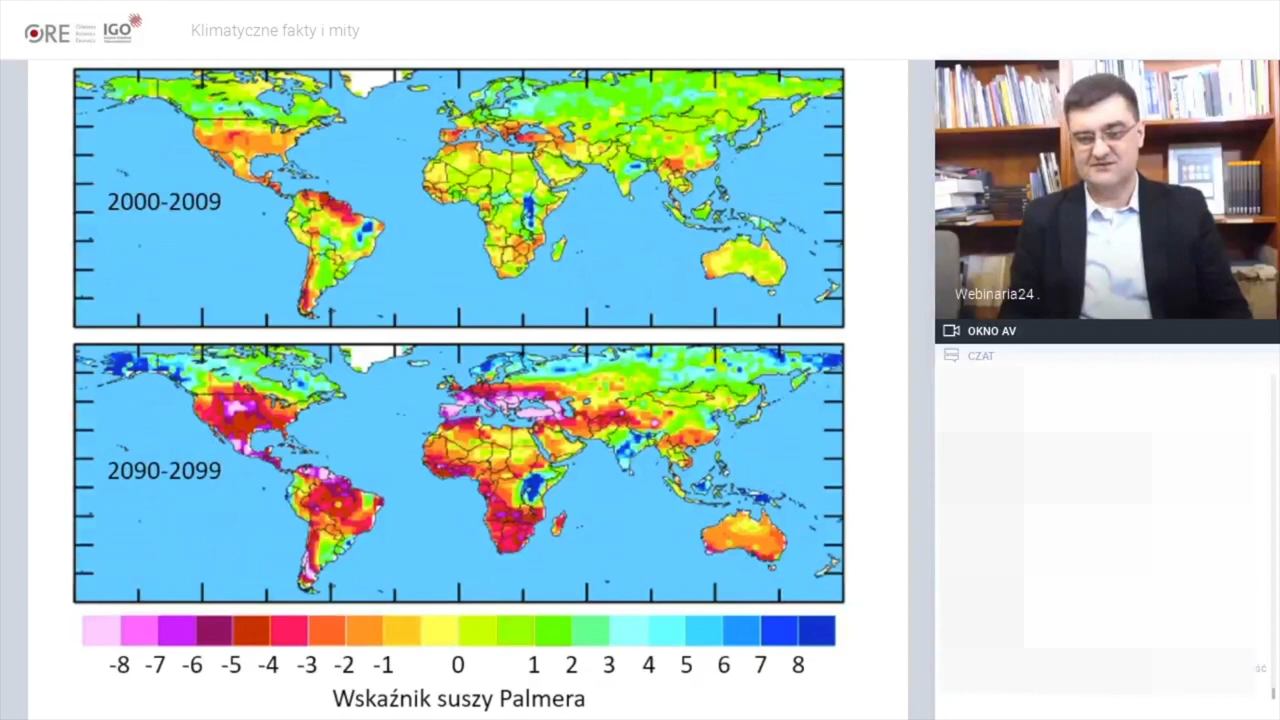 ORE
IGO
Klimatyczne fakty i mity
2000-2009
2090-2099
-8 -7 -6 -5 -4 -3 -2 -1 0 1 2 3 4 5 6 7 8
Wskaźnik suszy Palmera
Webinaria24 .
OKNO AV
CZAT